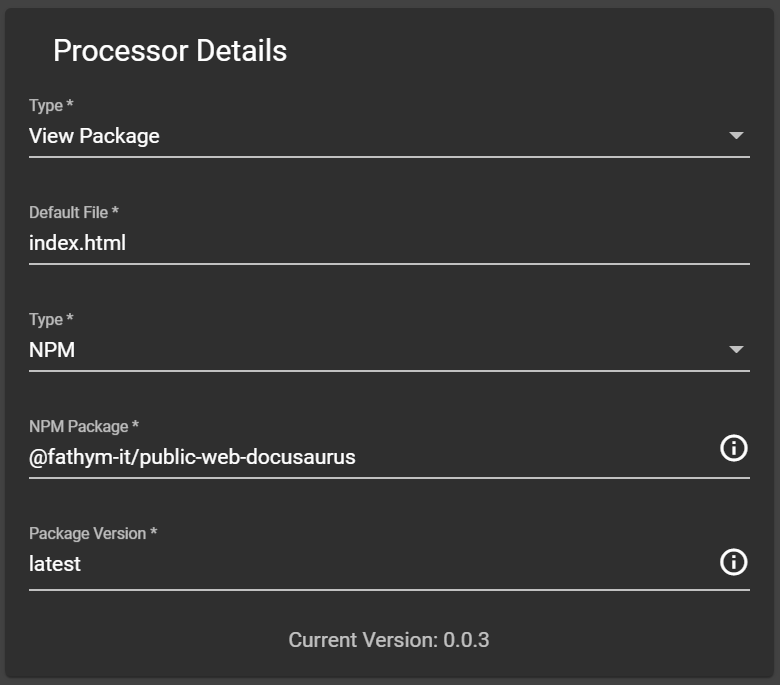 Processor Details
Type *
View Package
Default File *
index.html
Type *
NPM
NPM Package *
@fathym-it/public-web-docusaurus
Package Version *
latest
Current Version: 0.0.3